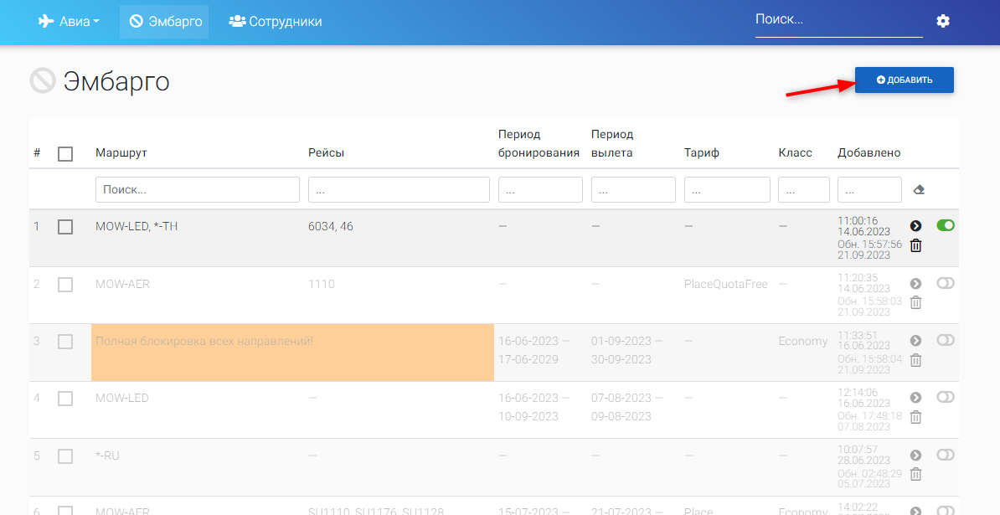 Авиа Эмбарго Сотрудники Поиск...
Эмбарго
ДОБАВИТЬ
# Маршрут Рейсы Период бронирования Период вылета Тариф Класс Добавлено
Поиск... ... ... ... ... ... ...
1 MOW-LED, *-TH 6034, 46 — — — — 11:00:16
14.06.2023
Обн. 15:57:56
21.09.2023
2 MOW-AER 1110 — — PlaceQuotaFree — 11:20:35
14.06.2023
Обн. 15:58:03
21.09.2023
3 Полная блокировка всех направлений! 16-06-2023 — 01-09-2023 — — Economy 11:33:51
16.06.2023
17-06-2029 30-09-2023 Обн. 15:58:04
21.09.2023
4 MOW-LED — 16-06-2023 — 07-08-2023 — — — 12:14:06
16.06.2023
10-09-2023 09-08-2023 Обн. 17:48:18
07.08.2023
5 *-RU — — — — — 10:07:57
28.06.2023
Обн. 02:48:29
05.07.2023
6 MOW-AER SU1110, SU1176, SU1128 15-07-2023 — 21-07-2023 — Place Economy 14:02:22